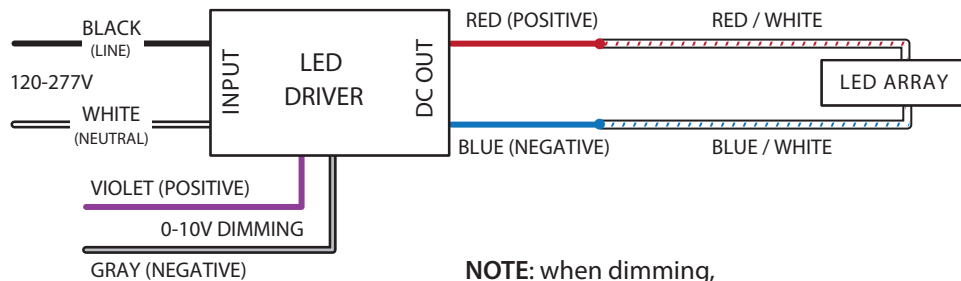 BLACK
(LINE)
120-277V
WHITE
(NEUTRAL)
INPUT
LED
DRIVER
DC OUT
RED (POSITIVE)
RED / WHITE
LED ARRAY
BLUE (NEGATIVE)
BLUE / WHITE
VIOLET (POSITIVE)
0-10V DIMMING
GRAY (NEGATIVE)
NOTE: when dimming,